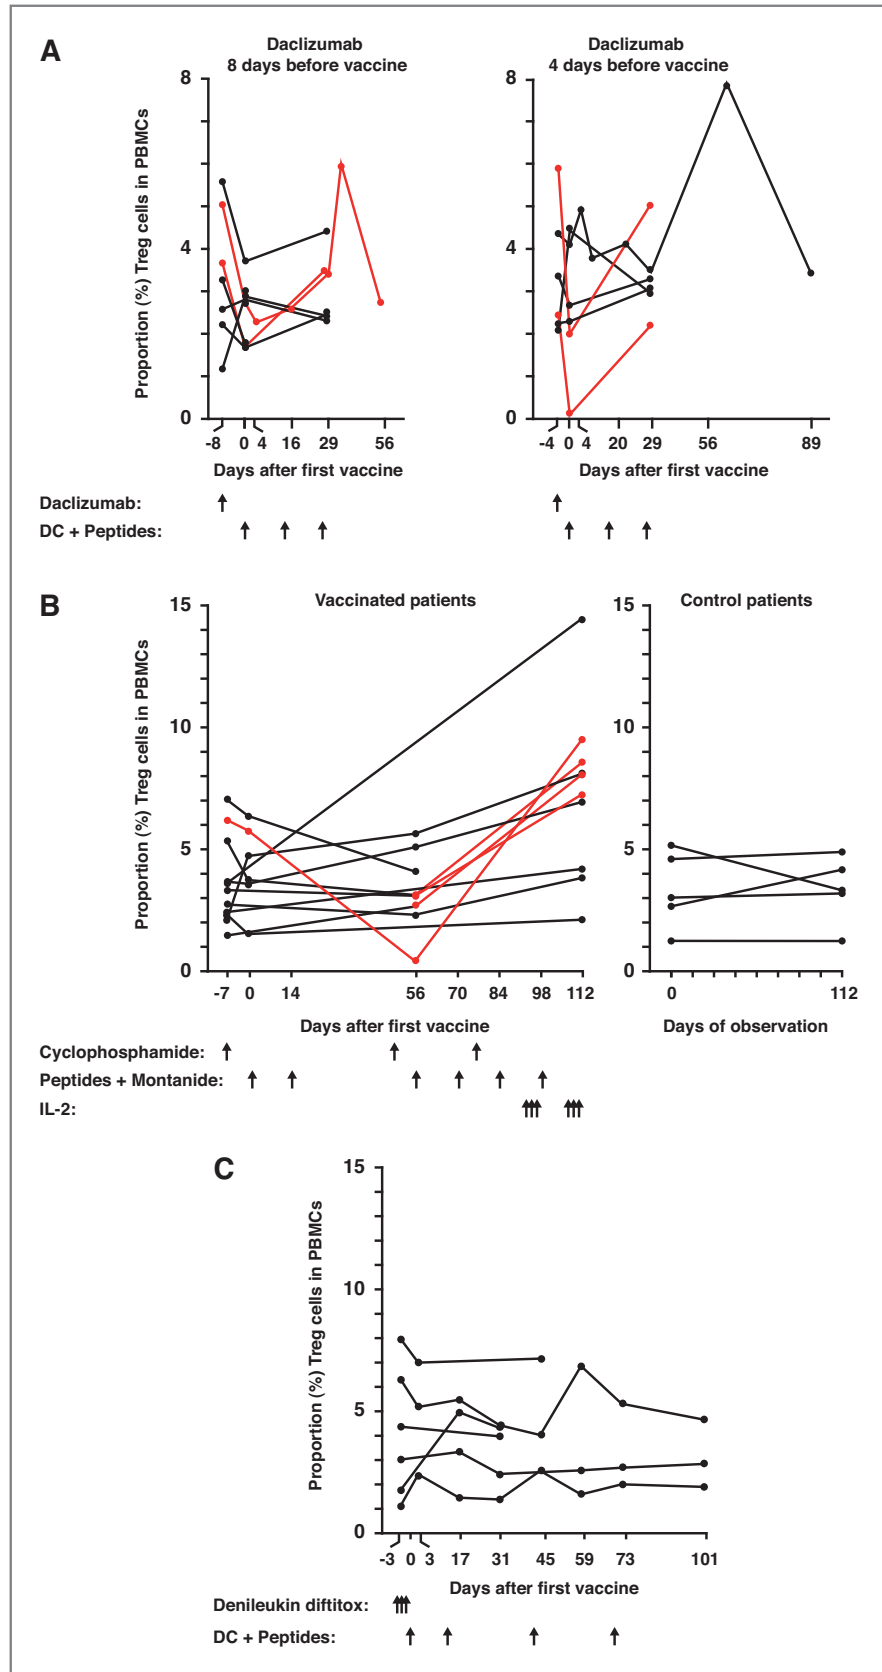 A
Daclizumab
8 days before vaccine
Daclizumab
4 days before vaccine
Proportion (%) Treg cells in PBMCs
8
4
0
-8 0 4 16 29 56
Days after first vaccine
8
4
0
-4 0 4 20 29 56 89
Days after first vaccine
Daclizumab:
DC + Peptides:
B
Vaccinated patients
Control patients
Proportion (%) Treg cells in PBMCs
15
10
5
0
-7 0 14 56 70 84 98 112
Days after first vaccine
15
10
5
0
0 112
Days of observation
Cyclophosphamide:
Peptides + Montanide:
IL-2:
C
Proportion (%) Treg cells in PBMCs
15
10
5
0
-3 0 3 17 31 45 59 73 101
Days after first vaccine
Denileukin diftitox:
DC + Peptides: